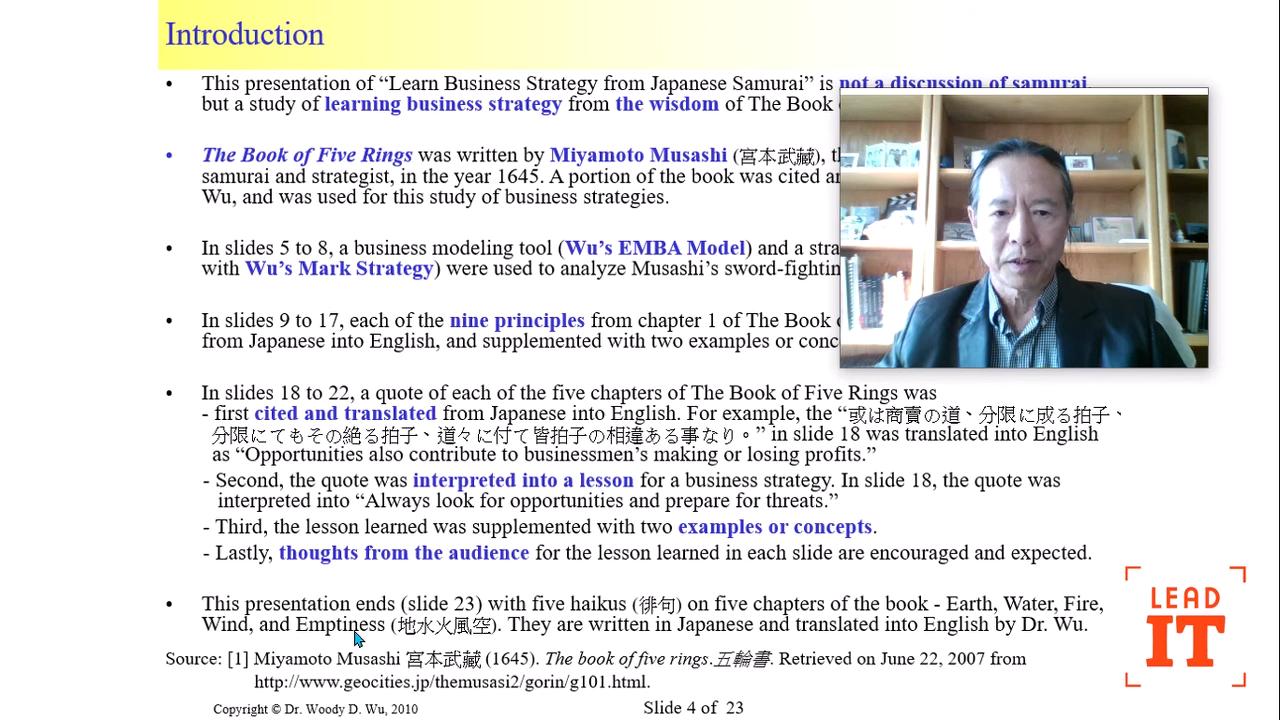 Introduction
• This presentation of “Learn Business Strategy from Japanese Samurai” is not a discussion of samurai,
but a study of learning business strategy from the wisdom of The Book
• The Book of Five Rings was written by Miyamoto Musashi (宮本武藏),
samurai and strategist, in the year 1645. A portion of the book was cited
Wu, and was used for this study of business strategies.
• In slides 5 to 8, a business modeling tool (Wu’s EMBA Model) and a
with Wu’s Mark Strategy) were used to analyze Musashi’s
• In slides 9 to 17, each of the nine principles from chapter 1 of The Book
from Japanese into English, and supplemented with two examples or
• In slides 18 to 22, a quote of each of the five chapters of The Book of Five Rings was
- first cited and translated from Japanese into English. For example, the “或は商賣の道、分限に成る拍子、
分限にてもその絶る拍子、道々に付て皆拍子の相違ある事なり。” in slide 18 was translated into English
as “Opportunities also contribute to businessmen’s making or losing profits.”
- Second, the quote was interpreted into a lesson for a business strategy. In slide 18, the quote was
interpreted into “Always look for opportunities and prepare for threats.”
- Third, the lesson learned was supplemented with two examples or concepts.
- Lastly, thoughts from the audience for the lesson learned in each slide are encouraged and expected.
• This presentation ends (slide 23) with five haikus (徘句) on five chapters of the book - Earth, Water, Fire,
Wind, and Emptiness (地水火風空). They are written in Japanese and translated into English by Dr. Wu.
Source: [1] Miyamoto Musashi 宮本武藏 (1645). The book of five rings.五輪書. Retrieved on June 22, 2007 from
http://www.geocities.jp/themusasi2/gorin/g101.html.
Copyright © Dr. Woody D. Wu, 2010
Slide 4 of 23
LEAD
IT